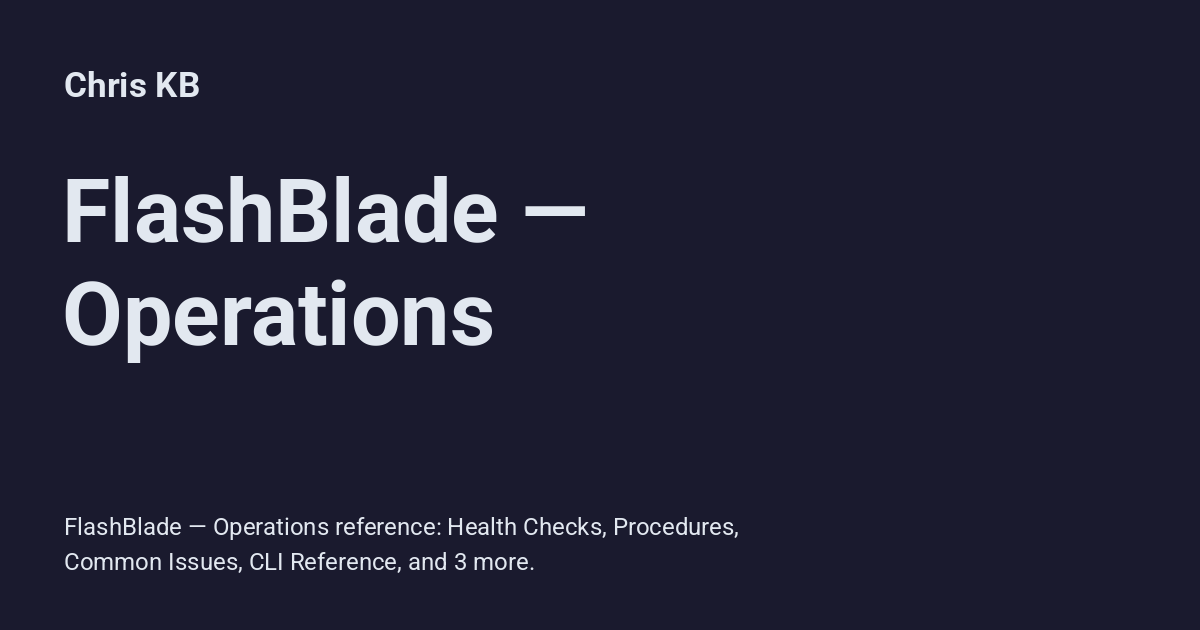 Chris KB
FlashBlade —
Operations
FlashBlade — Operations reference: Health Checks, Procedures,
Common Issues, CLI Reference, and 3 more.